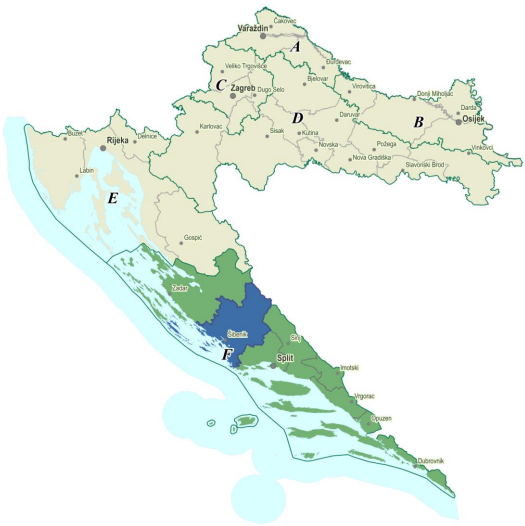 Čakovec
Varaždin
A
Đurđevac
Veliko Trgovišće
C
Bjelovar
Virovitica
Zagreb
Dugo Selo
Donji Miholjac
Darda
B
Osijek
D
Daruvar
Karlovac
Sisak
Kutina
Buzet
Rijeka
Delnice
Požega
Vinkovci
Novska
Nova Gradiška
Slavonski Brod
Labin
E
Gospić
Zadar
Šibenik
Sinj
F
Split
Imotski
Vrgorac
Opuzen
Dubrovnik